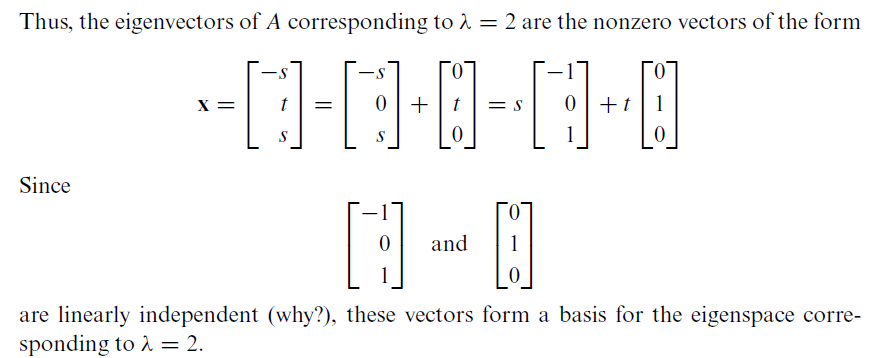 Thus, the eigenvectors of A corresponding to λ = 2 are the nonzero vectors of the form
x = [−s t s] = [−s 0 s] + [0 t 0] = s [−1 0 1] + t [0 1 0]
Since
[−1 0 1] and [0 1 0]
are linearly independent (why?), these vectors form a basis for the eigenspace corre-
sponding to λ = 2.